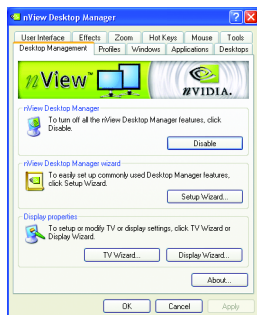 nView Desktop Manager
User Interface Effects Zoom Hot Keys Mouse Tools
Desktop Management Profiles Windows Applications Desktops
nView™
nVIDIA.
nView Desktop Manager
To turn off all the nView Desktop Manager features, click
Disable.
Disable
nView Desktop Manager wizard
To easily set up commonly used Desktop Manager features,
click Setup Wizard.
Setup Wizard...
Display properties
To setup or modify TV or display settings, click TV Wizard or
Display Wizard.
TV Wizard... Display Wizard...
About...
OK Cancel Apply